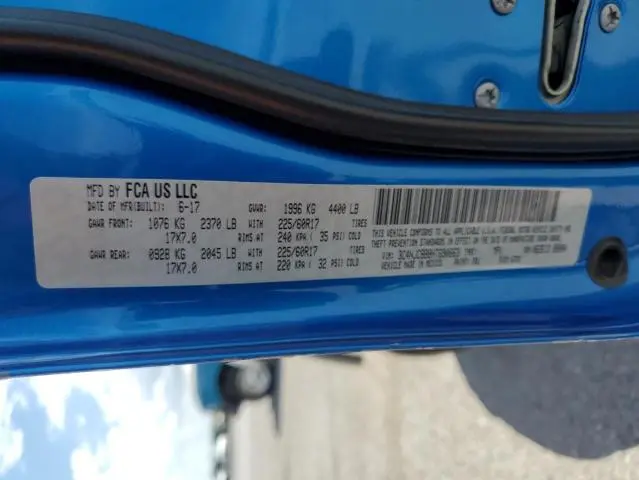 MFD BY FCA US LLC
DATE OF MFR(BUILT): 6-17 GVWR: 1996 KG 4400 LB
GAWR FRONT: 1076 KG 2370 LB WITH 225/60R17 TIRES
17X7.0 RIMS AT 240 KPA ( 35 PSI) COLD
GAWR REAR: 0928 KG 2045 LB WITH 225/60R17 TIRES
17X7.0 RIMS AT 220 KPA ( 32 PSI) COLD
THIS VEHICLE CONFORMS TO ALL APPLICABLE U.S.A. FEDERAL MOTOR VEHICLE SAFETY AND
THEFT PREVENTION STANDARDS IN EFFECT ON THE DATE OF MANUFACTURE SHOWN ABOVE.
VIN:
VEHICLE MADE IN MEXICO PAINT: